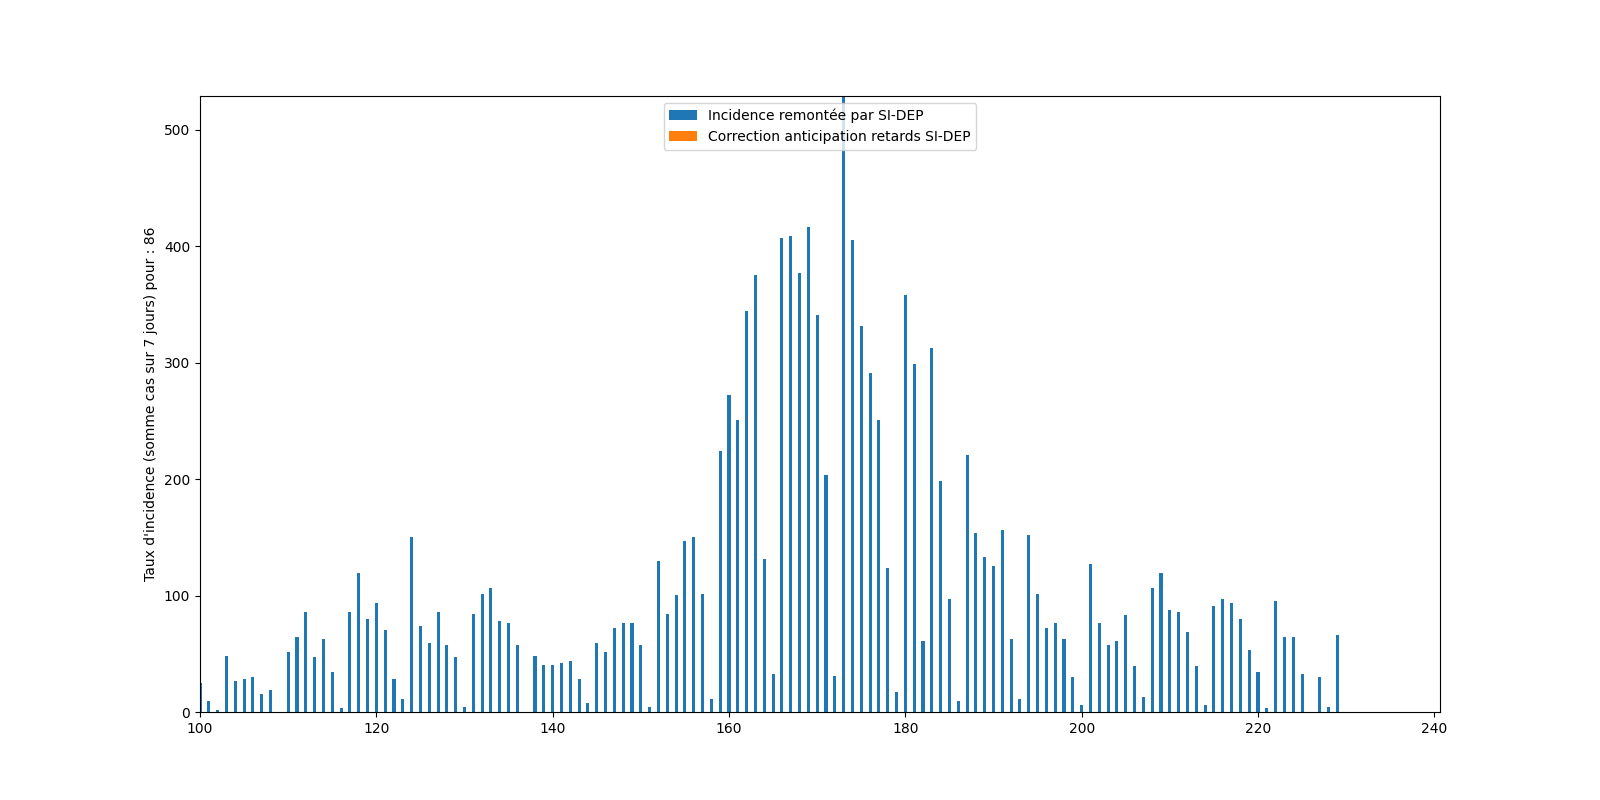 Incidence remontée par SI-DEP
Correction anticipation retards SI-DEP
Taux d'incidence (somme cas sur 7 jours) pour : 86
500
400
300
200
100
0
100 120 140 160 180 200 220 240